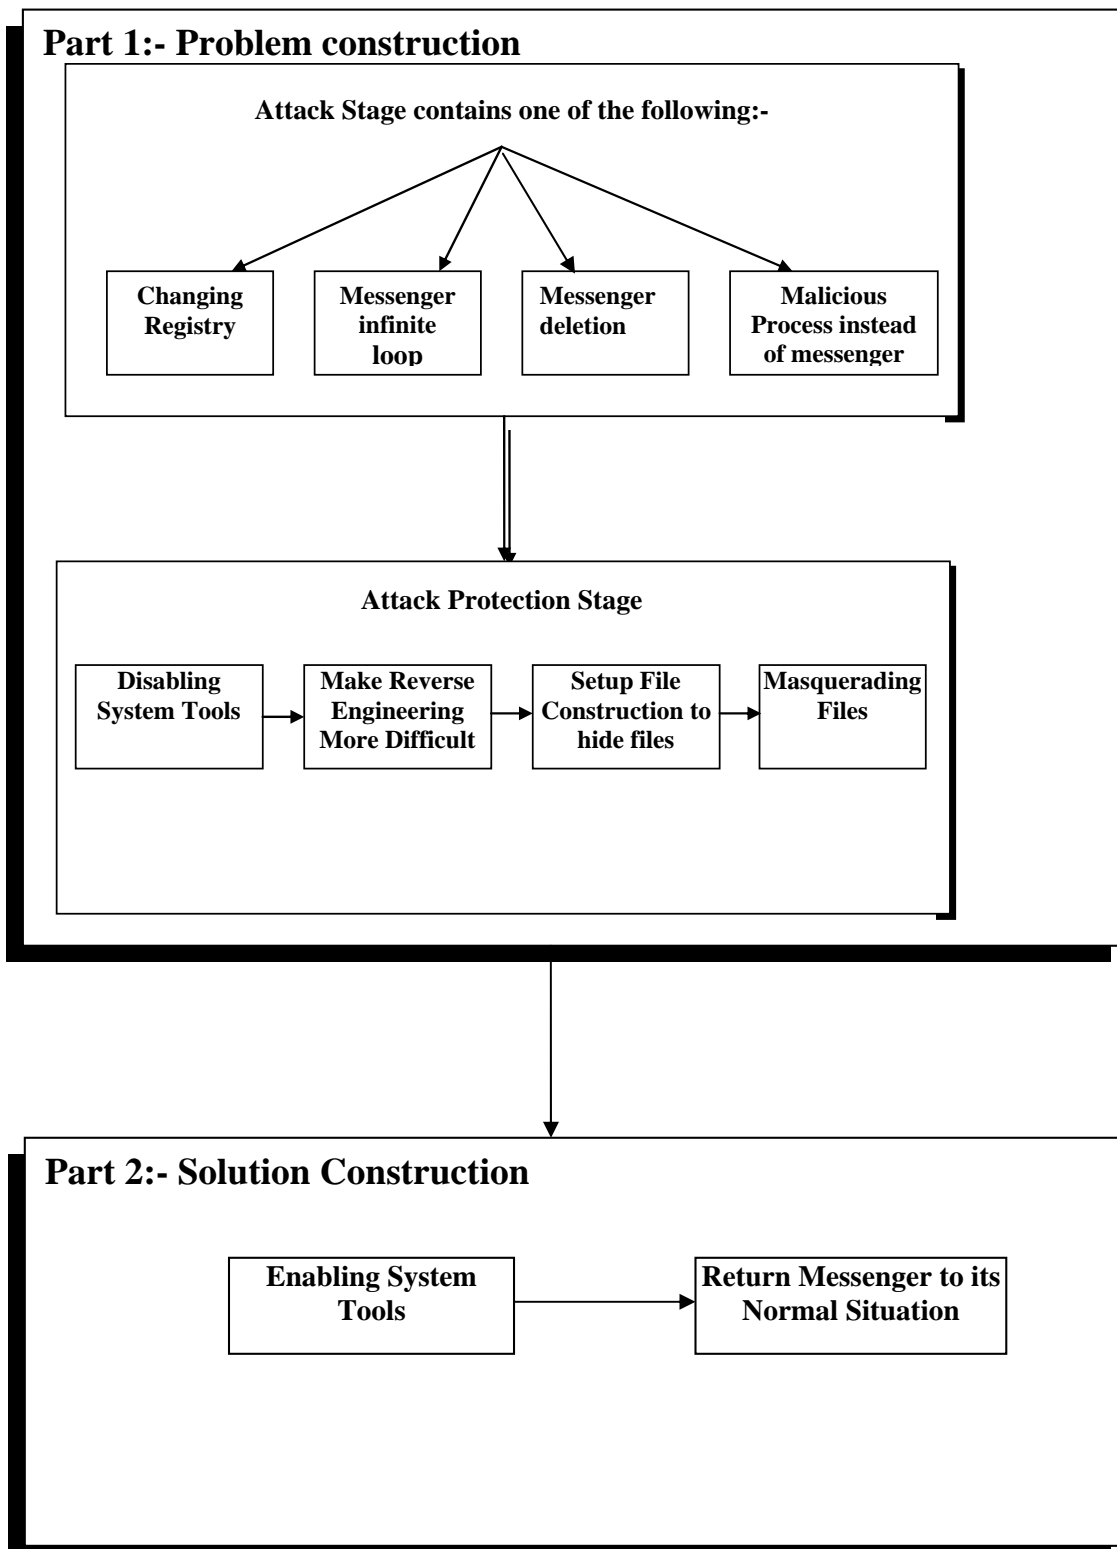 Part 1:- Problem construction
Attack Stage contains one of the following:-
Changing
Registry
Messenger
infinite
loop
Messenger
deletion
Malicious
Process instead
of messenger
Attack Protection Stage
Disabling
System Tools
Make Reverse
Engineering
More Difficult
Setup File
Construction to
hide files
Masquerading
Files
Part 2:- Solution Construction
Enabling System
Tools
Return Messenger to its
Normal Situation